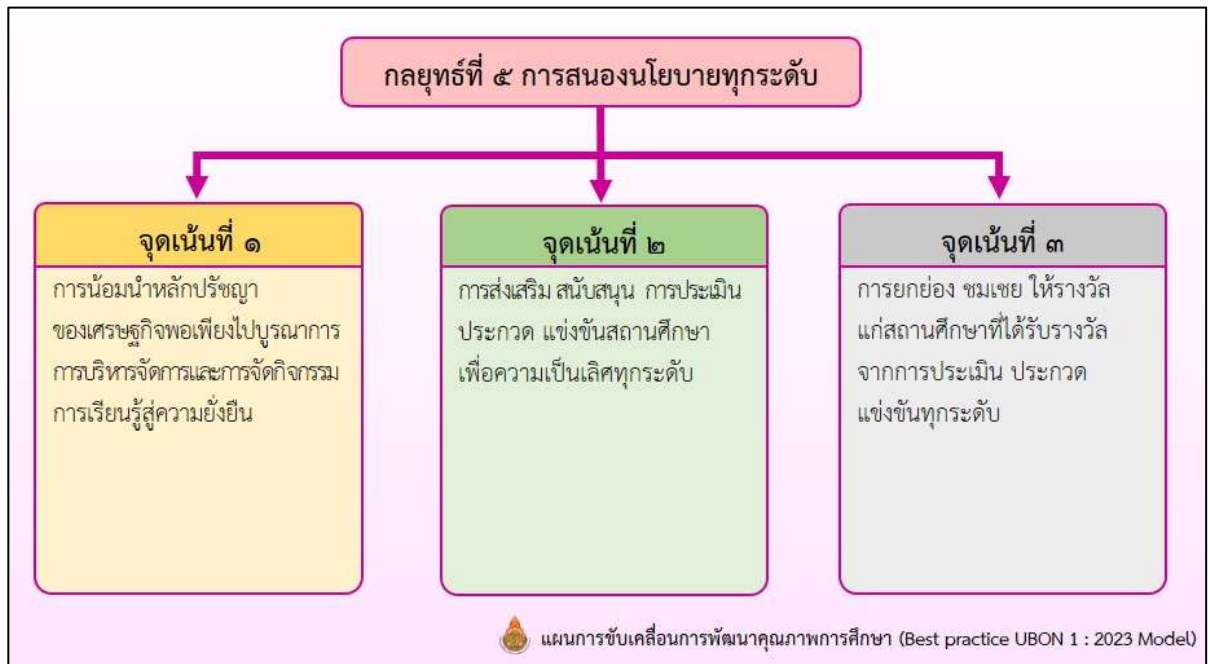 กลยุทธ์ที่ ๕ การสนองนโยบายทุกระดับ
จุดเน้นที่ ๑
การน้อมนำหลักปรัชญา
ของเศรษฐกิจพอเพียงไปบูรณาการ
การบริหารจัดการและการจัดกิจกรรม
การเรียนรู้สู่ความยั่งยืน
จุดเน้นที่ ๒
การส่งเสริม สนับสนุน การประเมิน
ประกวด แข่งขันสถานศึกษา
เพื่อความเป็นเลิศทุกระดับ
จุดเน้นที่ ๓
การยกย่อง ชมเชย ให้รางวัล
แก่สถานศึกษาที่ได้รับรางวัล
จากการประเมิน ประกวด
แข่งขันทุกระดับ
แผนการขับเคลื่อนการพัฒนาคุณภาพการศึกษา (Best practice UBON 1 : 2023 Model)